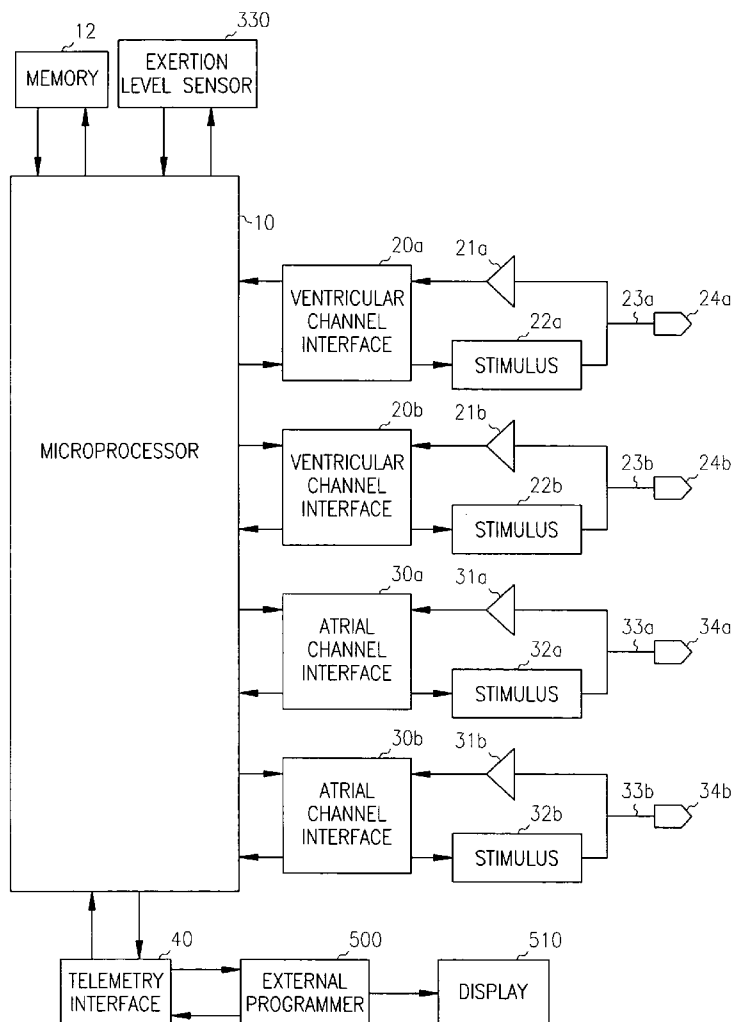 12
MEMORY
330
EXERTION
LEVEL SENSOR
10
MICROPROCESSOR
20a
VENTRICULAR
CHANNEL
INTERFACE
21a
22a
STIMULUS
23a
24a
20b
VENTRICULAR
CHANNEL
INTERFACE
21b
22b
STIMULUS
23b
24b
30a
ATRIAL
CHANNEL
INTERFACE
31a
32a
STIMULUS
33a
34a
30b
ATRIAL
CHANNEL
INTERFACE
31b
32b
STIMULUS
33b
34b
40
TELEMETRY
INTERFACE
500
EXTERNAL
PROGRAMMER
510
DISPLAY